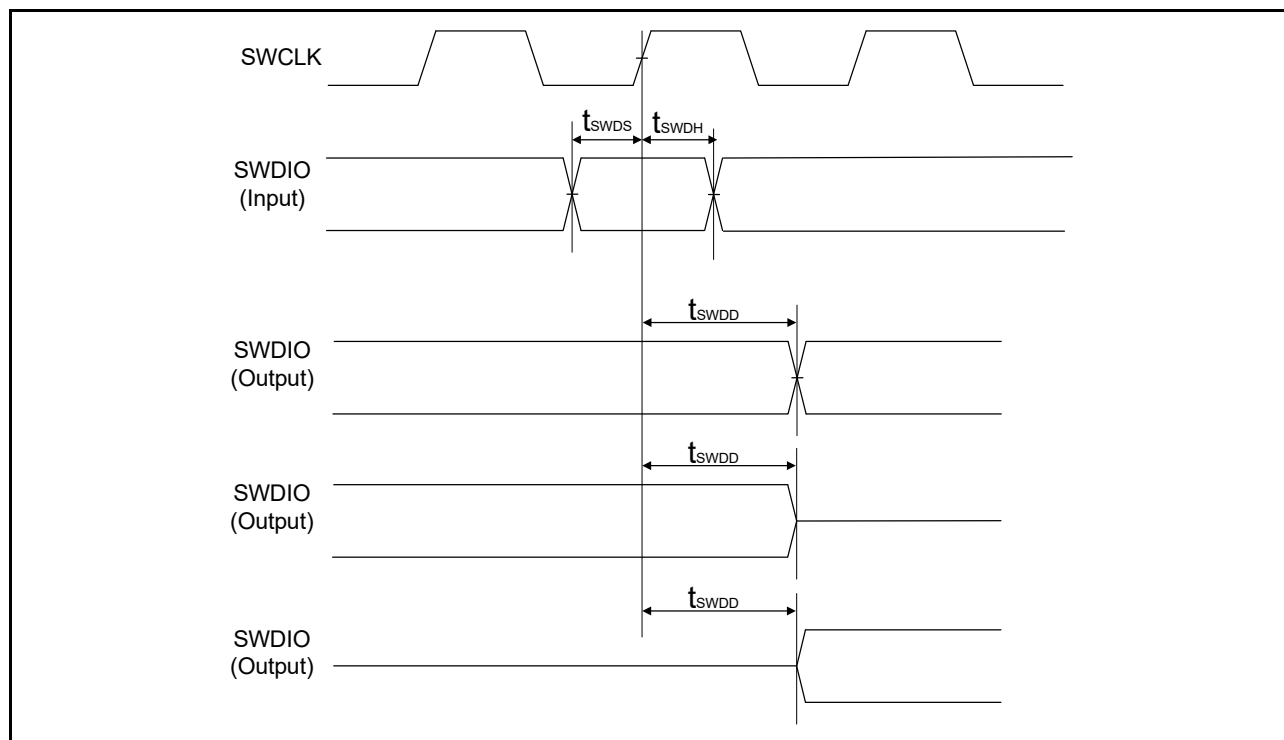 SWCLK
tSWDS
tSWDH
SWDIO
(Input)
tSWDD
SWDIO
(Output)
tSWDD
SWDIO
(Output)
tSWDD
SWDIO
(Output)